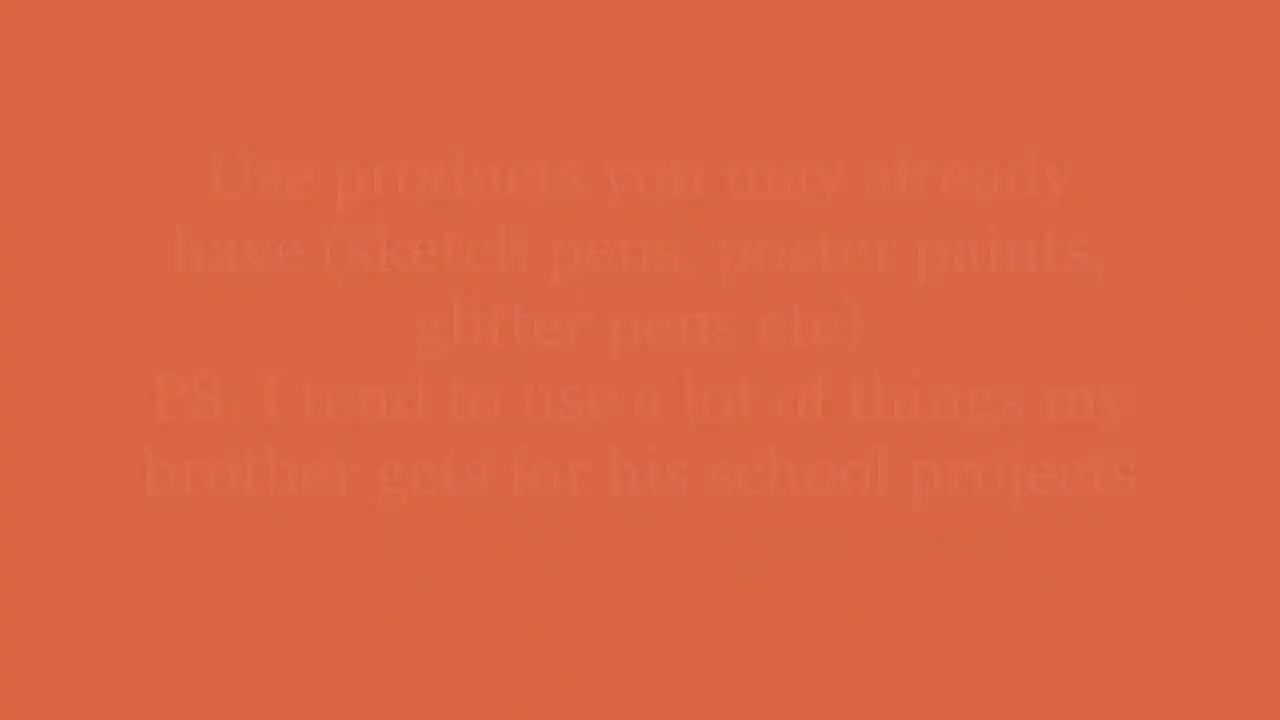 Use products you may already
have (sketch pens, poster paints,
glitter pens etc)
PS. I tend to use a lot of things my
brother gets for his school projects